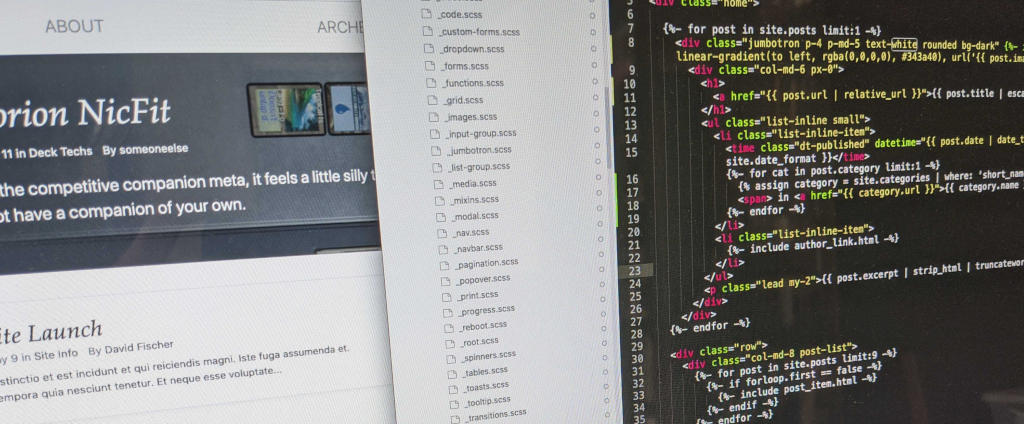 ABOUT
orion NicFit
11 in Deck Techs By someoneelse
the competitive companion meta, it feels a little silly t
ot have a companion of your own.
ite Launch
y 9 in Site Info By David Fischer
stinctio et est incidunt et qui reiciendis magni. Iste fuga assumenda et.
empora quia nesciunt tenetur. Et neque esse voluptate...
_code.scss
_custom-forms.scss
_dropdown.scss
_forms.scss
_functions.scss
_grid.scss
_images.scss
_input-group.scss
_jumbotron.scss
_list-group.scss
_media.scss
_mixins.scss
_modal.scss
_nav.scss
_navbar.scss
_pagination.scss
_popover.scss
_print.scss
_progress.scss
_reboot.scss
_root.scss
_spinners.scss
_tables.scss
_toasts.scss
_tooltip.scss
_transitions.scss
<div class="home">
6
7 {%- for post in site.posts limit:1 -%}
8 <div class="jumbotron p-4 p-md-5 text-white rounded bg-dark" {%-
linear-gradient(to left, rgba(0,0,0,0), #343a40), url('{{ post.ima
9 <div class="col-md-6 px-0">
10 <h1>
11 <a href="{{ post.url | relative_url }}">{{ post.title | esca
12 </h1>
13 <ul class="list-inline small">
14 <li class="list-inline-item">
15 <time class="dt-published" datetime="{{ post.date | date_t
site.date_format }}</time>
16 {%- for cat in post.category limit:1 -%}
17 {% assign category = site.categories | where: 'short_nam
18 <span> in <a href="{{ category.url }}">{{ category.name
19 {%- endfor -%}
20 </li>
21 <li class="list-inline-item">
22 {%- include author_link.html -%}
23 </li>
24 </ul>
25 <p class="lead my-2">{{ post.excerpt | strip_html | truncatewor
26 </div>
27 </div>
28 {%- endfor -%}
29
30 <div class="row">
31 <div class="col-md-8 post-list">
32 {%- for post in site.posts limit:9 -%}
33 {%- if forloop.first == false -%}
34 {%- include post_item.html -%}
35 {%- endif -%}
{%- endfor -%}